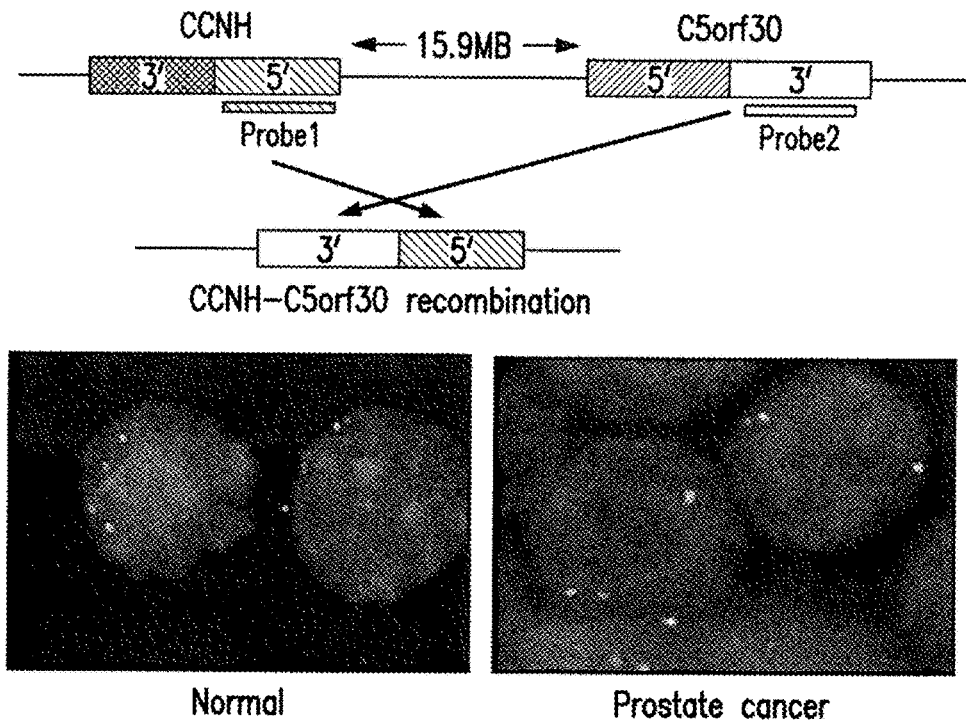 CCNH
15.9MB
C5orf30
3′ 5′
5′ 3′
Probe1
Probe2
3′ 5′
CCNH-C5orf30 recombination
Normal
Prostate cancer